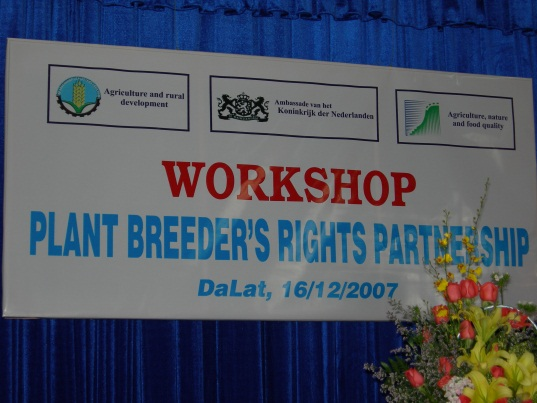 Agriculture and rural
development
Ambassade van het
Koninkrijk der Nederlanden
Agriculture, nature
and food quality
WORKSHOP
PLANT BREEDER'S RIGHTS PARTNERSHIP
DaLat, 16/12/2007